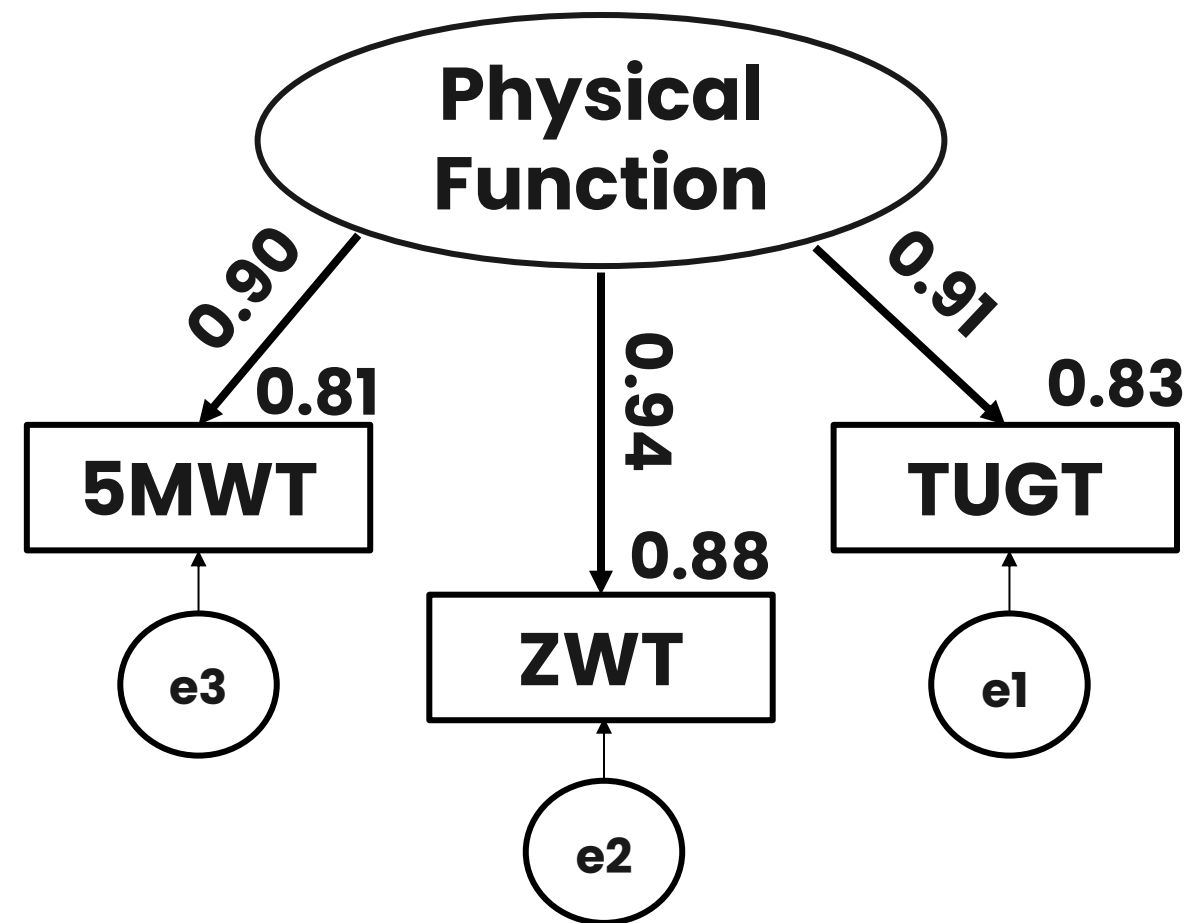 Physical
Function
0.90
0.94
0.91
0.81
0.88
0.83
5MWT
ZWT
TUGT
e3
e2
e1